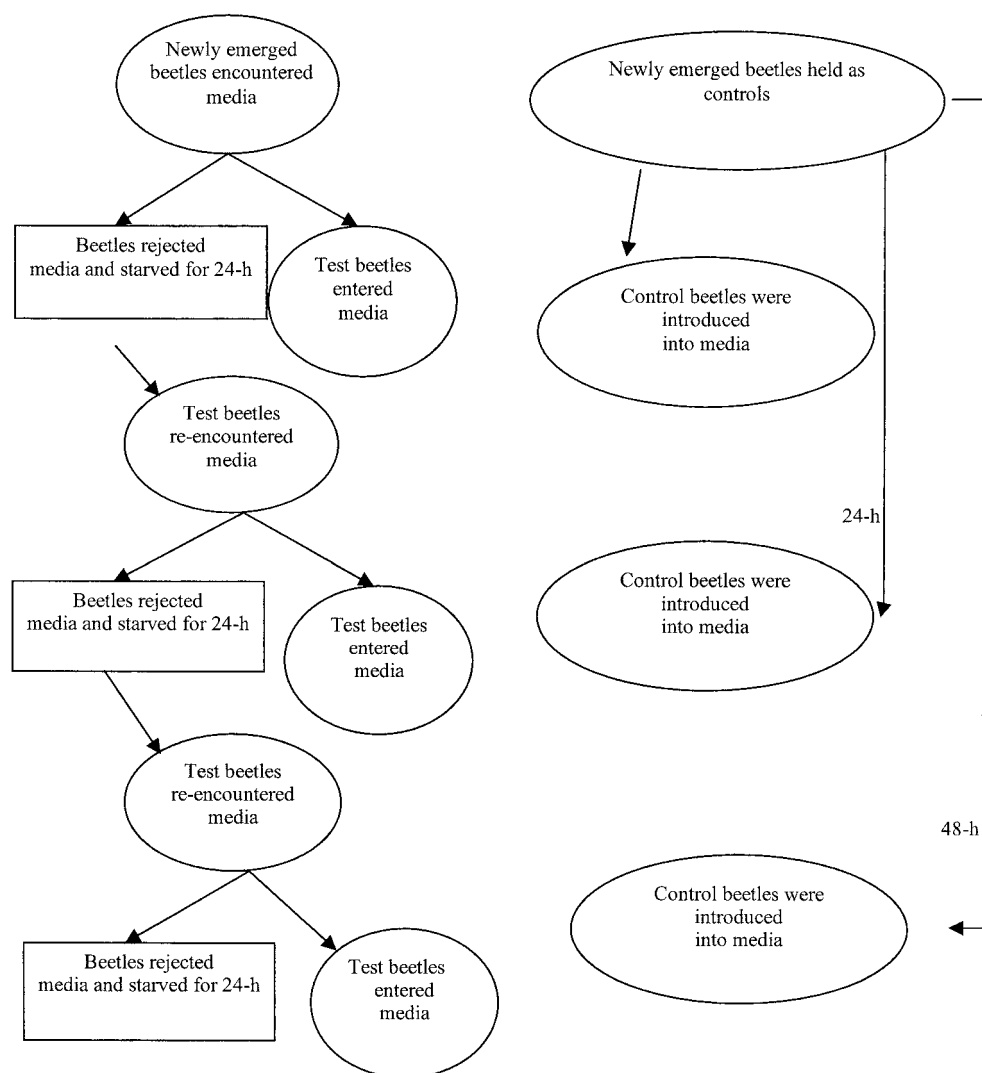 Newly emerged
beetles encountered
media
Beetles rejected
media and starved for 24-h
Test beetles
entered
media
Test beetles
re-encountered
media
Beetles rejected
media and starved for 24-h
Test beetles
entered
media
Test beetles
re-encountered
media
Beetles rejected
media and starved for 24-h
Test beetles
entered
media
Newly emerged beetles held as
controls
Control beetles were
introduced
into media
24-h
Control beetles were
introduced
into media
48-h
Control beetles were
introduced
into media